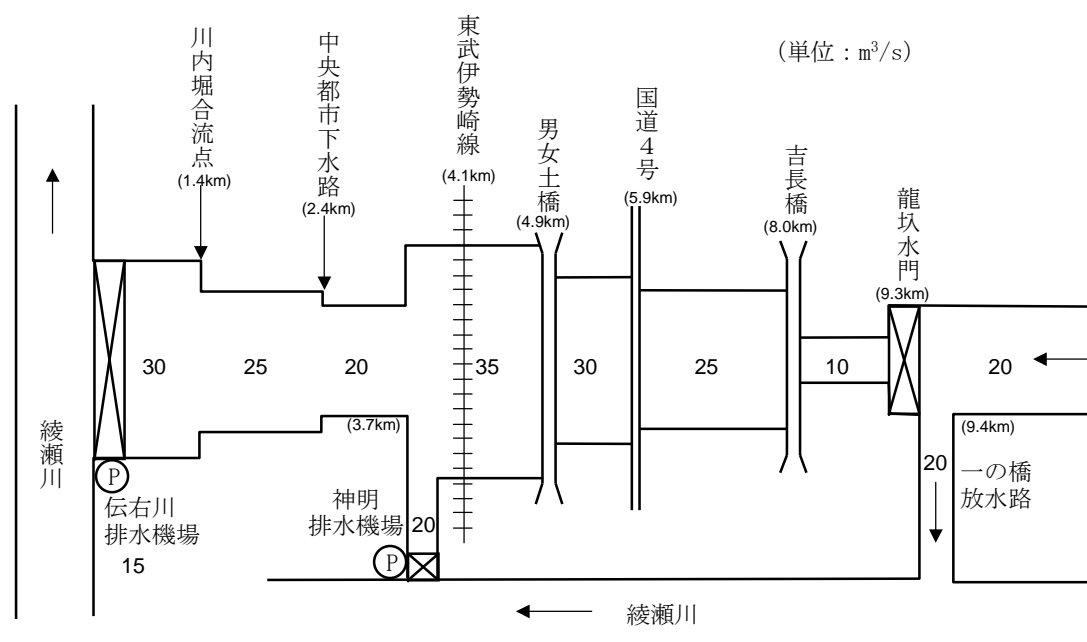 (単位：m³/s)
川内堀合流点
(1.4km)
中央都市下水路
(2.4km)
東武伊勢崎線
(4.1km)
男女土橋
(4.9km)
国道４号
(5.9km)
吉長橋
(8.0km)
龍圦水門
(9.3km)
30
25
20
35
30
25
10
20
(3.7km)
(9.4km)
綾瀬川
P
伝右川
排水機場
15
神明
排水機場
P
20
20
一の橋
放水路
綾瀬川